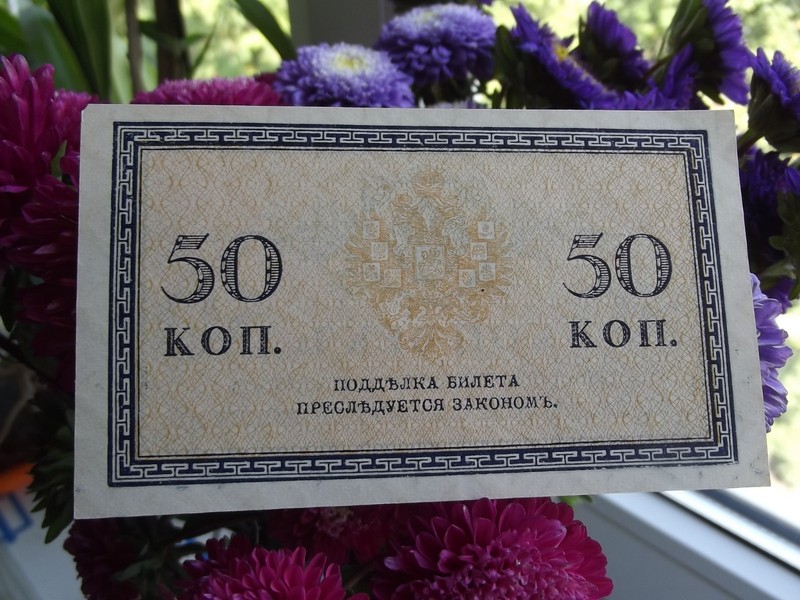 50 50
КОП. КОП.
ПОДДѢЛКА БИЛЕТА
ПРЕСЛѢДУЕТСЯ ЗАКОНОМЪ.